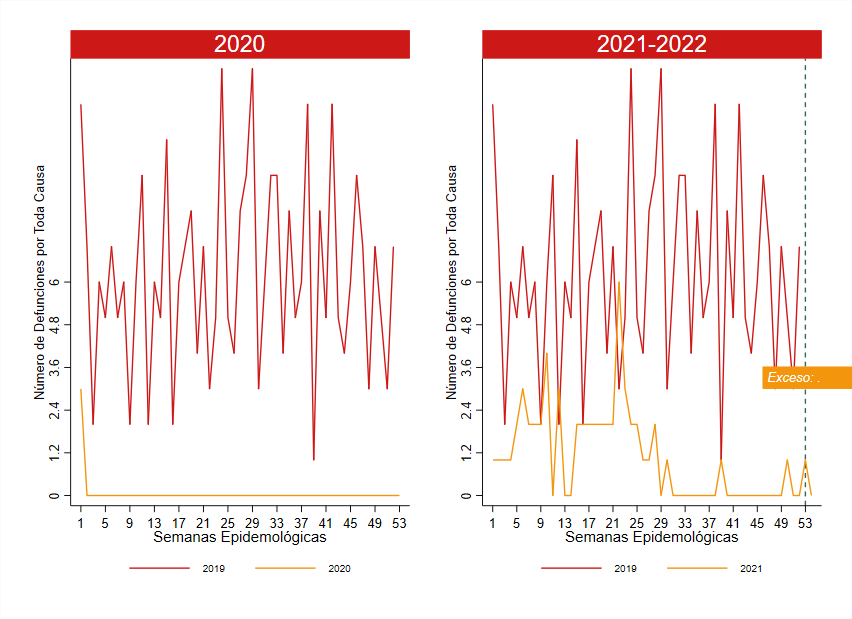 2020
Número de Defunciones por Toda Causa
6
4.8
3.6
2.4
1.2
0
1 5 9 13 17 21 25 29 33 37 41 45 49 53
Semanas Epidemológicas
2019 2020
2021-2022
Número de Defunciones por Toda Causa
6
4.8
3.6
2.4
1.2
0
Exceso: .
1 5 9 13 17 21 25 29 33 37 41 45 49 53
Semanas Epidemológicas
2019 2021